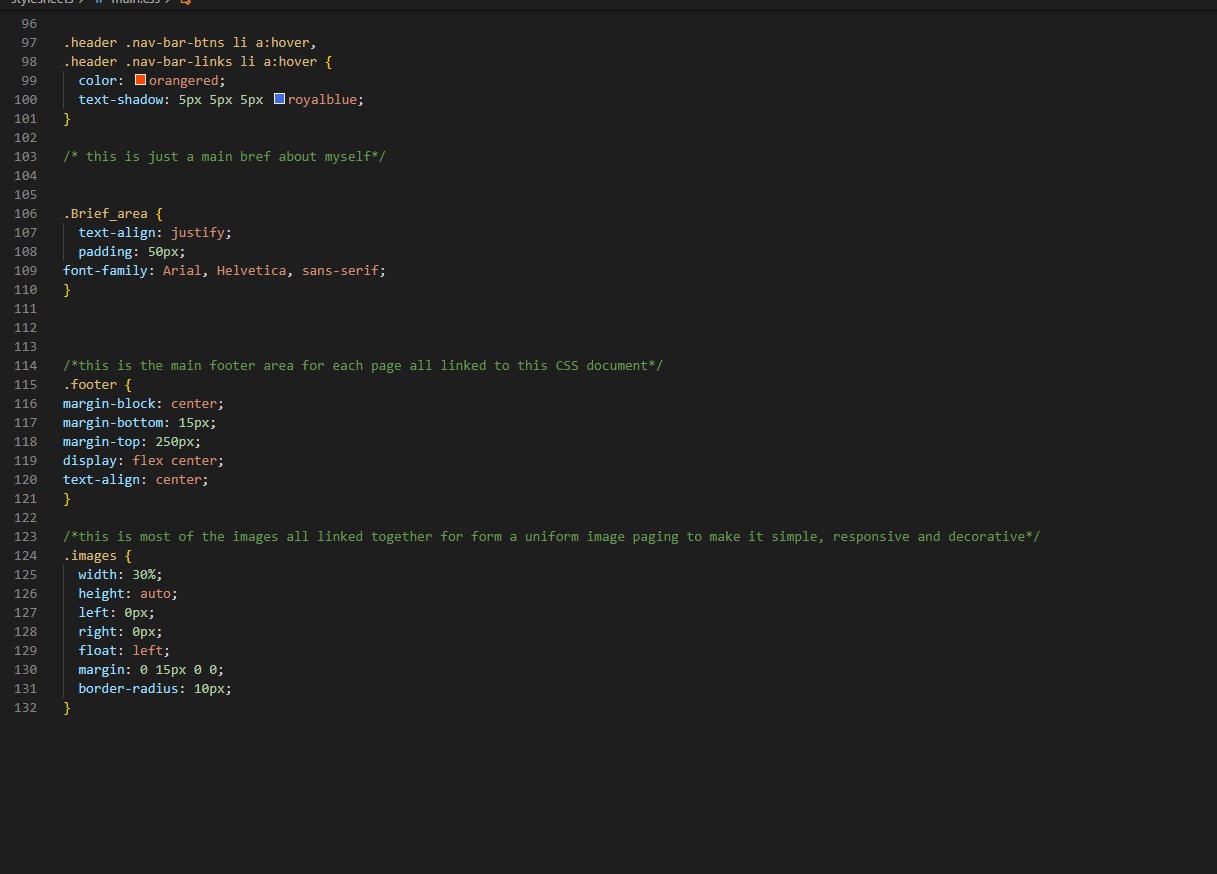 stylesheets > # main.css >
96
97 .header .nav-bar-btns li a:hover,
98 .header .nav-bar-links li a:hover {
99 color: orangered;
100 text-shadow: 5px 5px 5px royalblue;
101 }
102
103 /* this is just a main bref about myself*/
104
105
106 .Brief_area {
107 text-align: justify;
108 padding: 50px;
109 font-family: Arial, Helvetica, sans-serif;
110 }
111
112
113
114 /*this is the main footer area for each page all linked to this CSS document*/
115 .footer {
116 margin-block: center;
117 margin-bottom: 15px;
118 margin-top: 250px;
119 display: flex center;
120 text-align: center;
121 }
122
123 /*this is most of the images all linked together for form a uniform image paging to make it simple, responsive and decorative*/
124 .images {
125 width: 30%;
126 height: auto;
127 left: 0px;
128 right: 0px;
129 float: left;
130 margin: 0 15px 0 0;
131 border-radius: 10px;
132 }